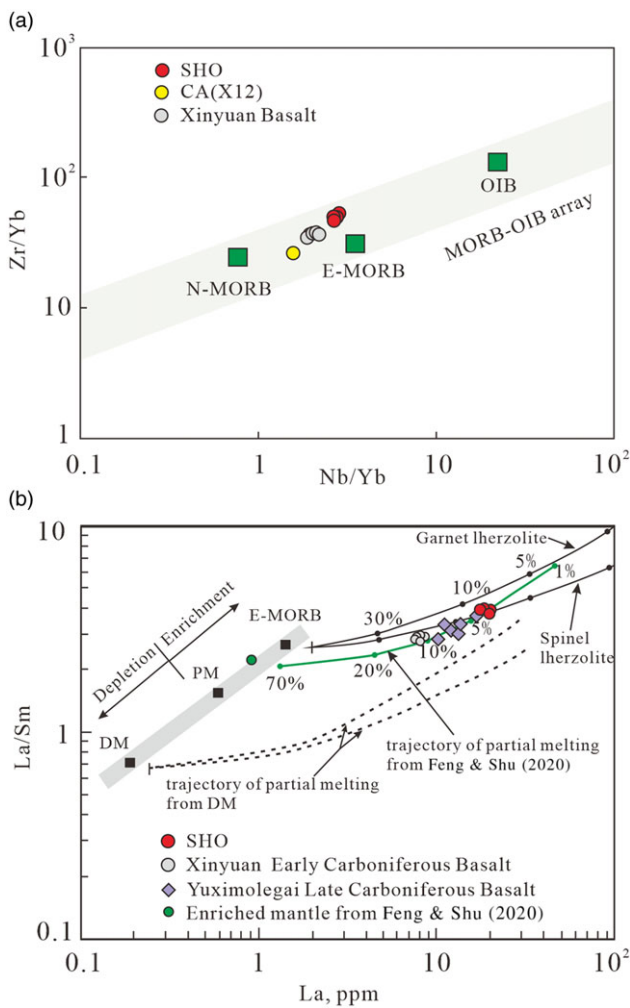 (a)
10³
SHO
CA(X12)
Xinyuan Basalt
10²
Zr/Yb
OIB
MORB-OIB array
N-MORB
E-MORB
10
1
0.1
1
10
10²
Nb/Yb
(b)
10
Garnet lherzolite
5%
1%
Depletion
Enrichment
E-MORB
30%
10%
5%
10%
Spinel
lherzolite
PM
20%
70%
La/Sm
1
DM
trajectory of partial melting
from Feng & Shu (2020)
trajectory of partial melting
from DM
SHO
Xinyuan Early Carboniferous Basalt
Yuximolegai Late Carboniferous Basalt
Enriched mantle from Feng & Shu (2020)
0.1
0.1
1
10
10²
La, ppm